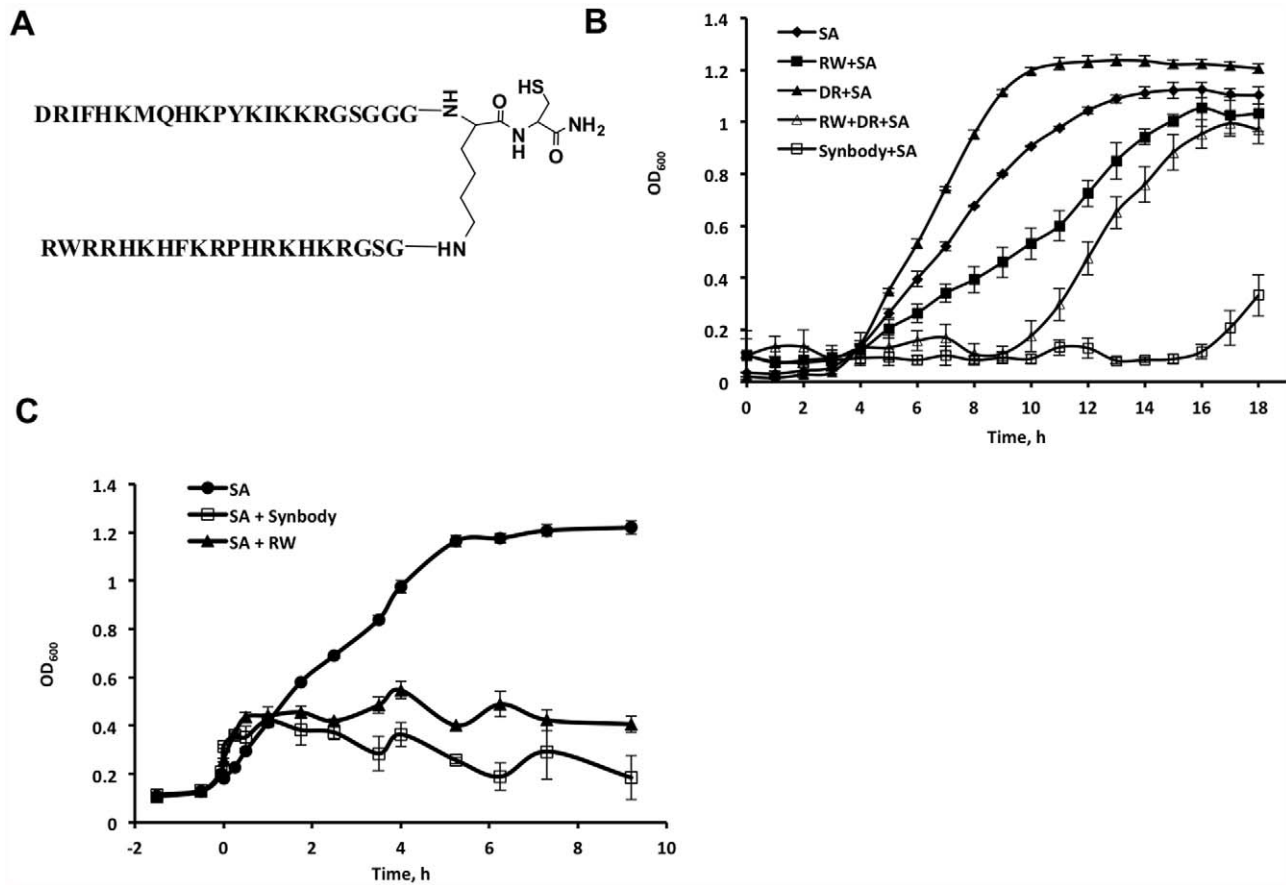 A
DRIFHKMQHKPYKIKKRGSGGG
NH
O
HS
N
H
NH2
O
RWRRHKHFKRPHRKHKRGSG
HN
B
SA
RW+SA
DR+SA
RW+DR+SA
Synbody+SA
OD600
1.4
1.2
1
0.8
0.6
0.4
0.2
0
0 2 4 6 8 10 11 12 14 16 18
Time, h
C
SA
SA + Synbody
SA + RW
OD600
1.4
1.2
1
0.8
0.6
0.4
0.2
0
-2 0 2 4 6 8 10
Time, h